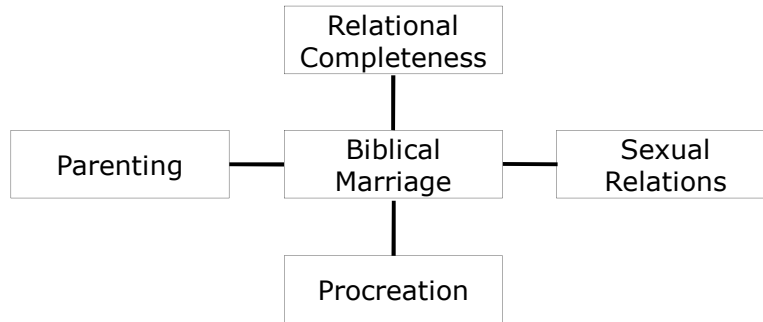 Relational
Completeness
Parenting
Biblical
Marriage
Sexual
Relations
Procreation